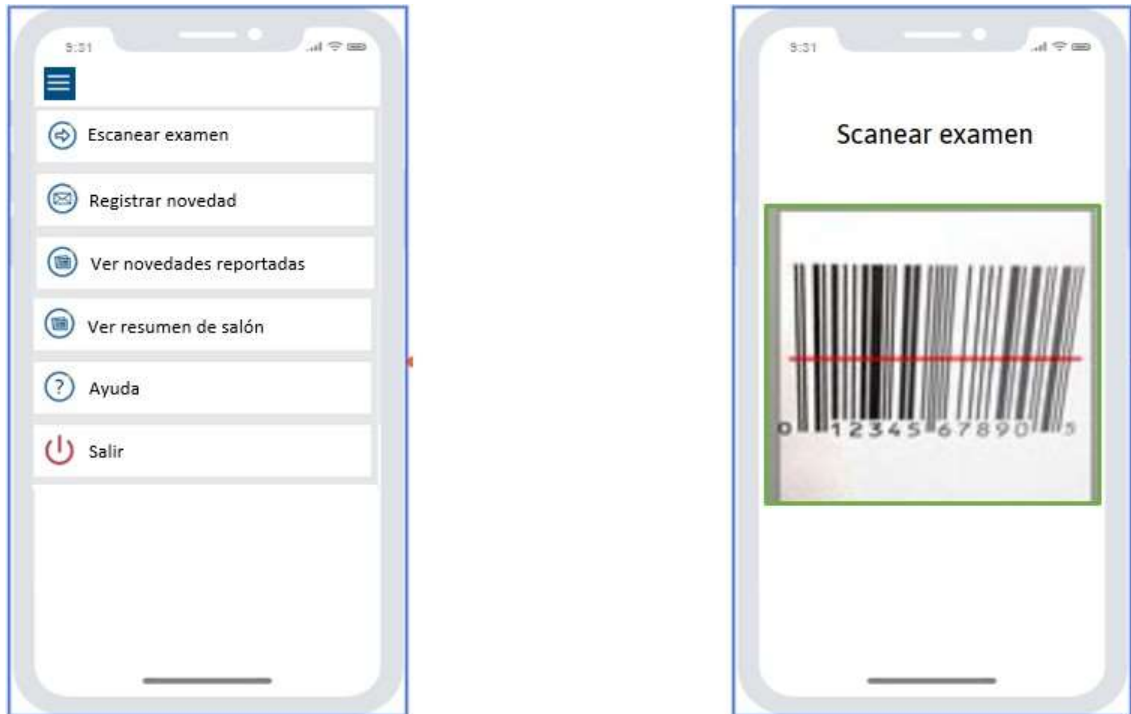 9:31
Escanear examen
Registrar novedad
Ver novedades reportadas
Ver resumen de salón
Ayuda
Salir
9:31
Scanear examen
0 12345 67890 5